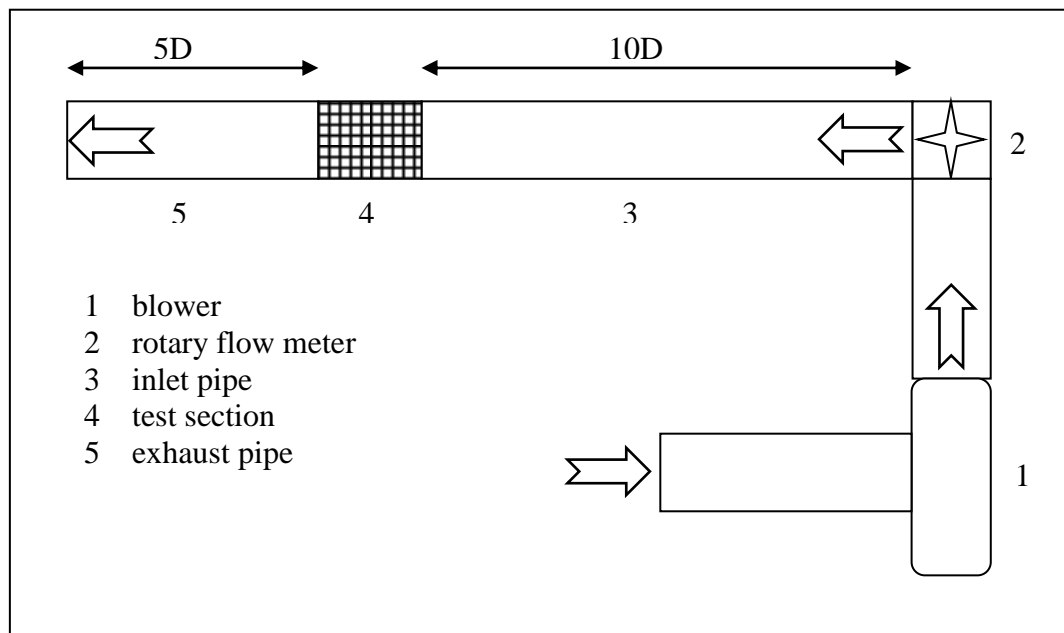 5D 10D
2
5 4 3
1 blower
2 rotary flow meter
3 inlet pipe
4 test section
5 exhaust pipe
1